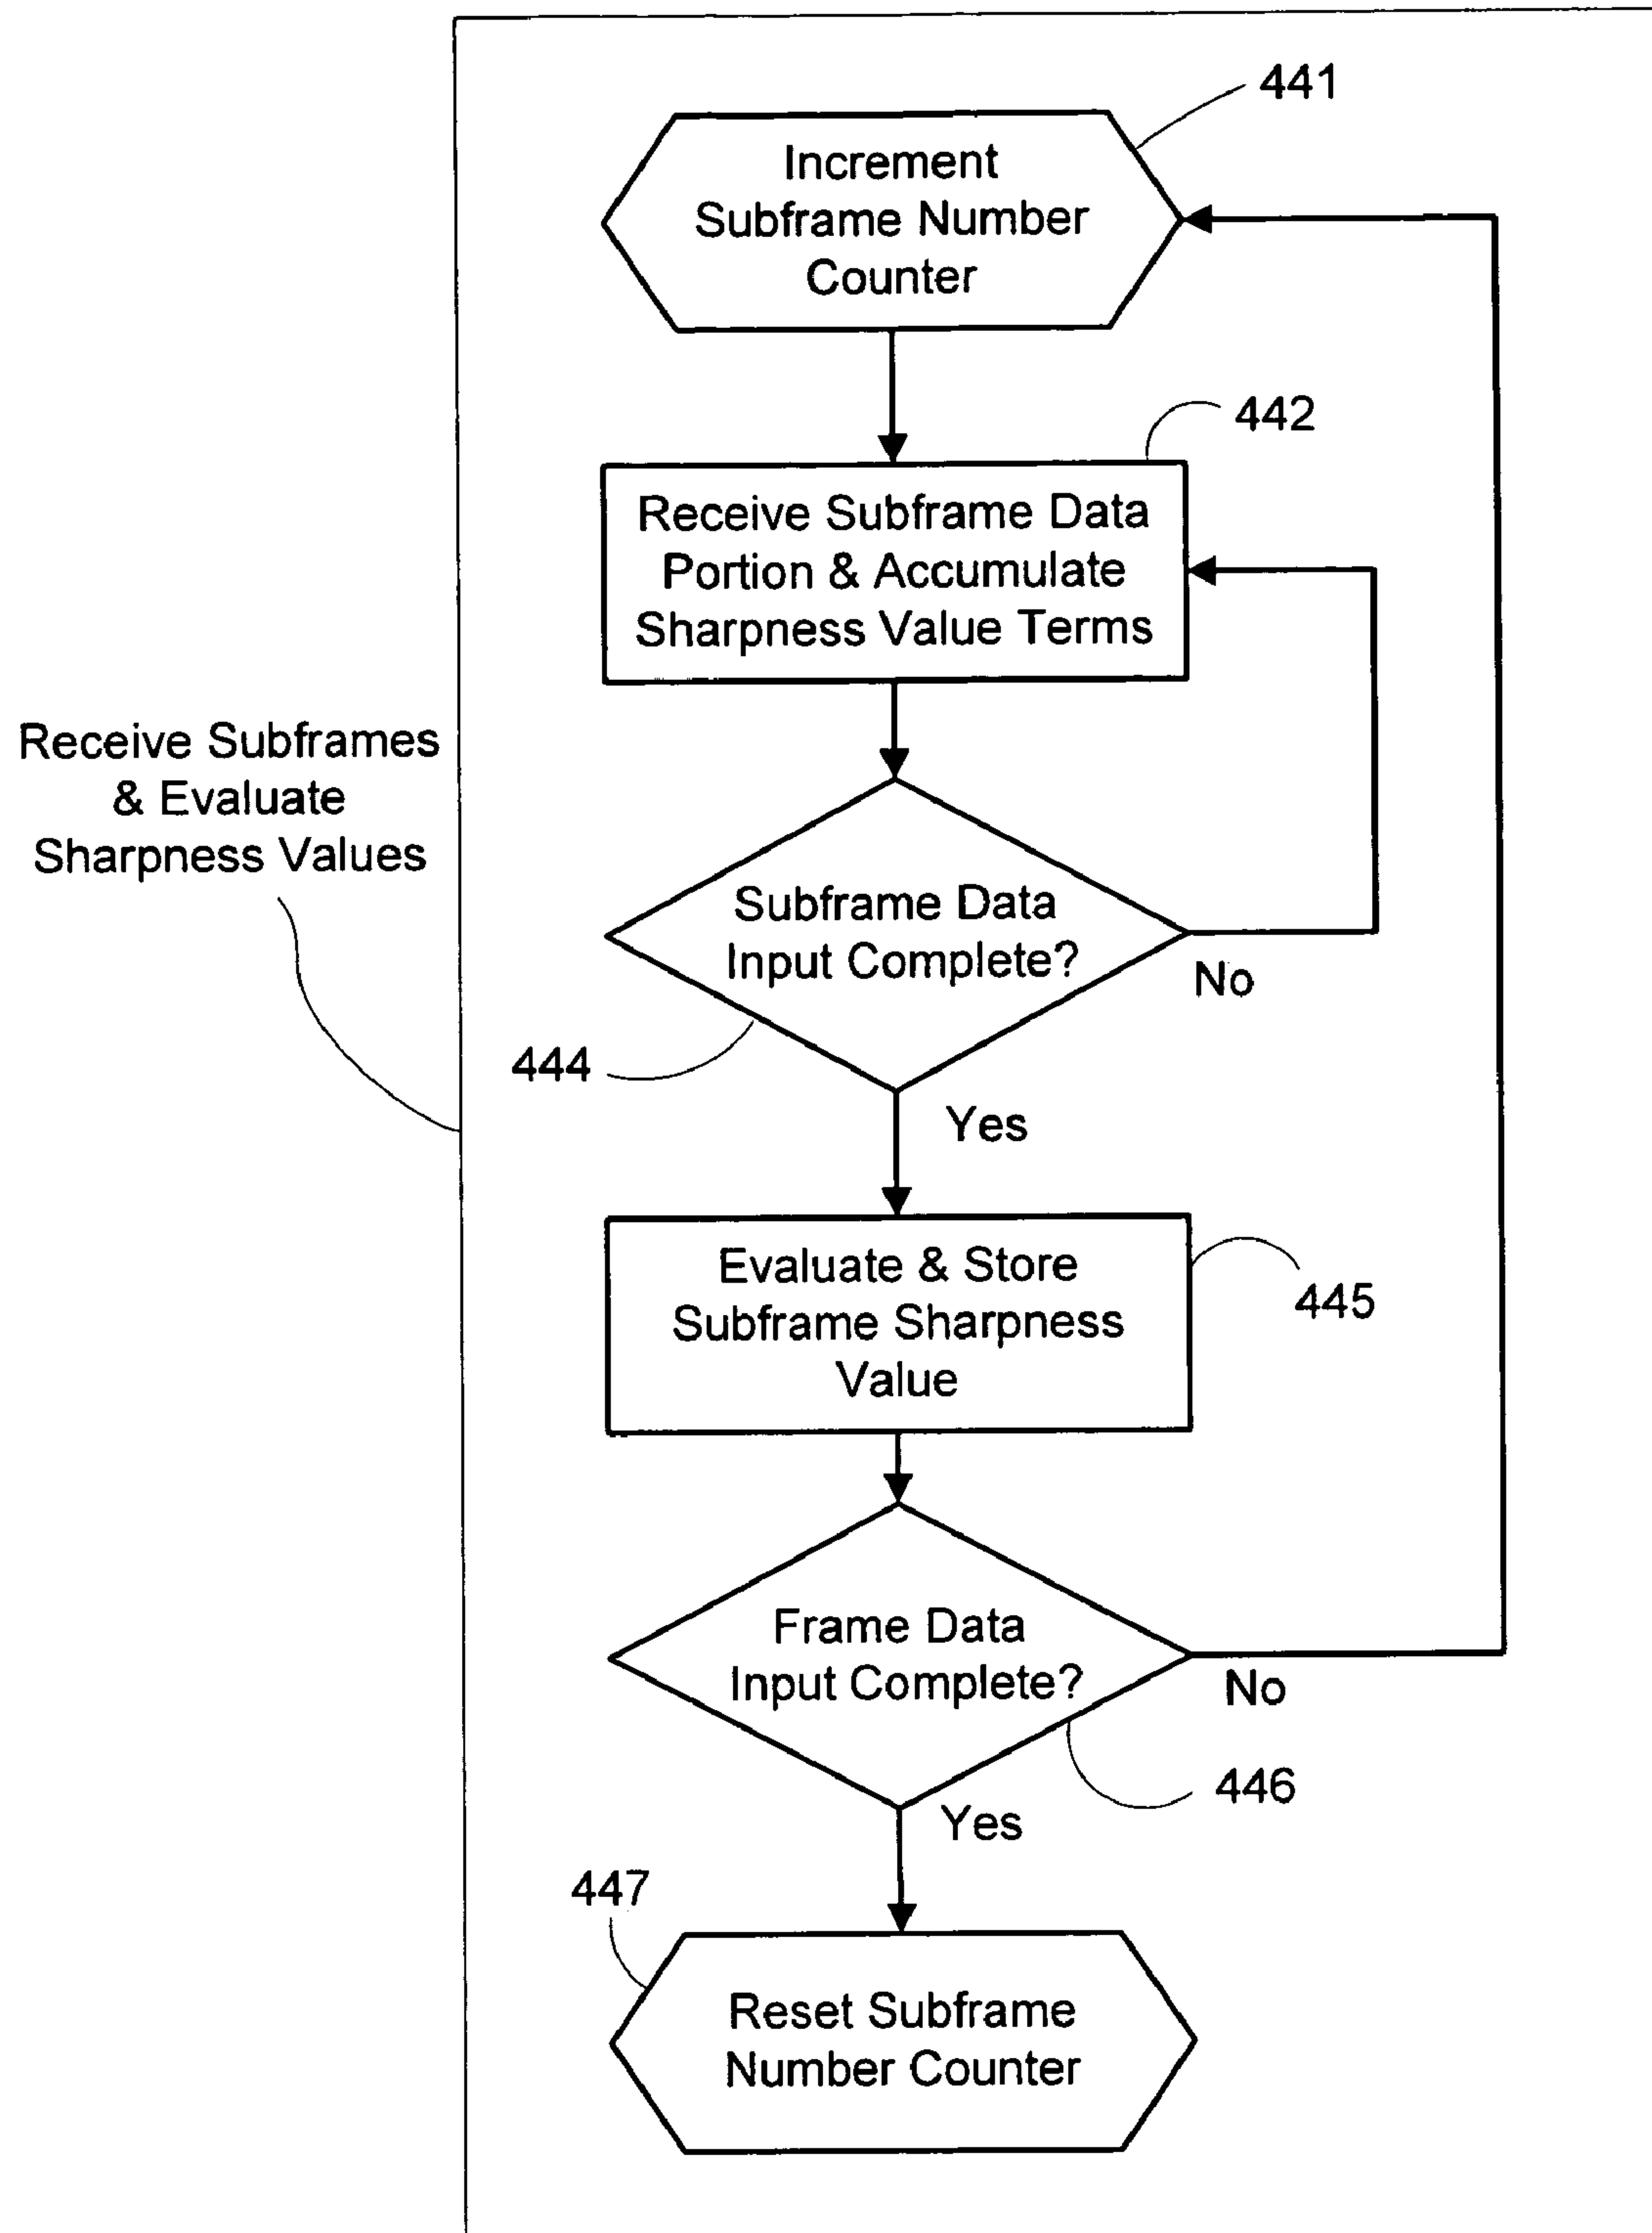 441
Increment
Subframe Number
Counter
442
Receive Subframe Data
Portion & Accumulate
Sharpness Value Terms
Receive Subframes
& Evaluate
Sharpness Values
Subframe Data
Input Complete?
No
444
Yes
Evaluate & Store
Subframe Sharpness
Value
445
Frame Data
Input Complete?
No
446
Yes
447
Reset Subframe
Number Counter